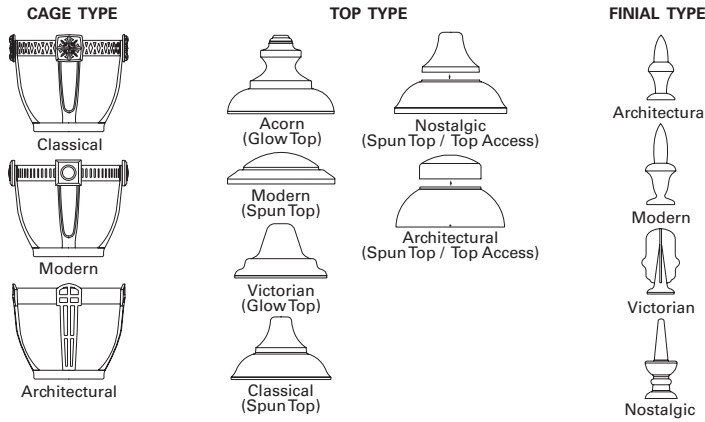 CAGE TYPE
Classical
Modern
Architectural
TOP TYPE
Acorn
(Glow Top)
Modern
(Spun Top)
Victorian
(Glow Top)
Classical
(Spun Top)
Nostalgic
(Spun Top / Top Access)
Architectural
(Spun Top / Top Access)
FINIAL TYPE
Architectura
Modern
Victorian
Nostalgic